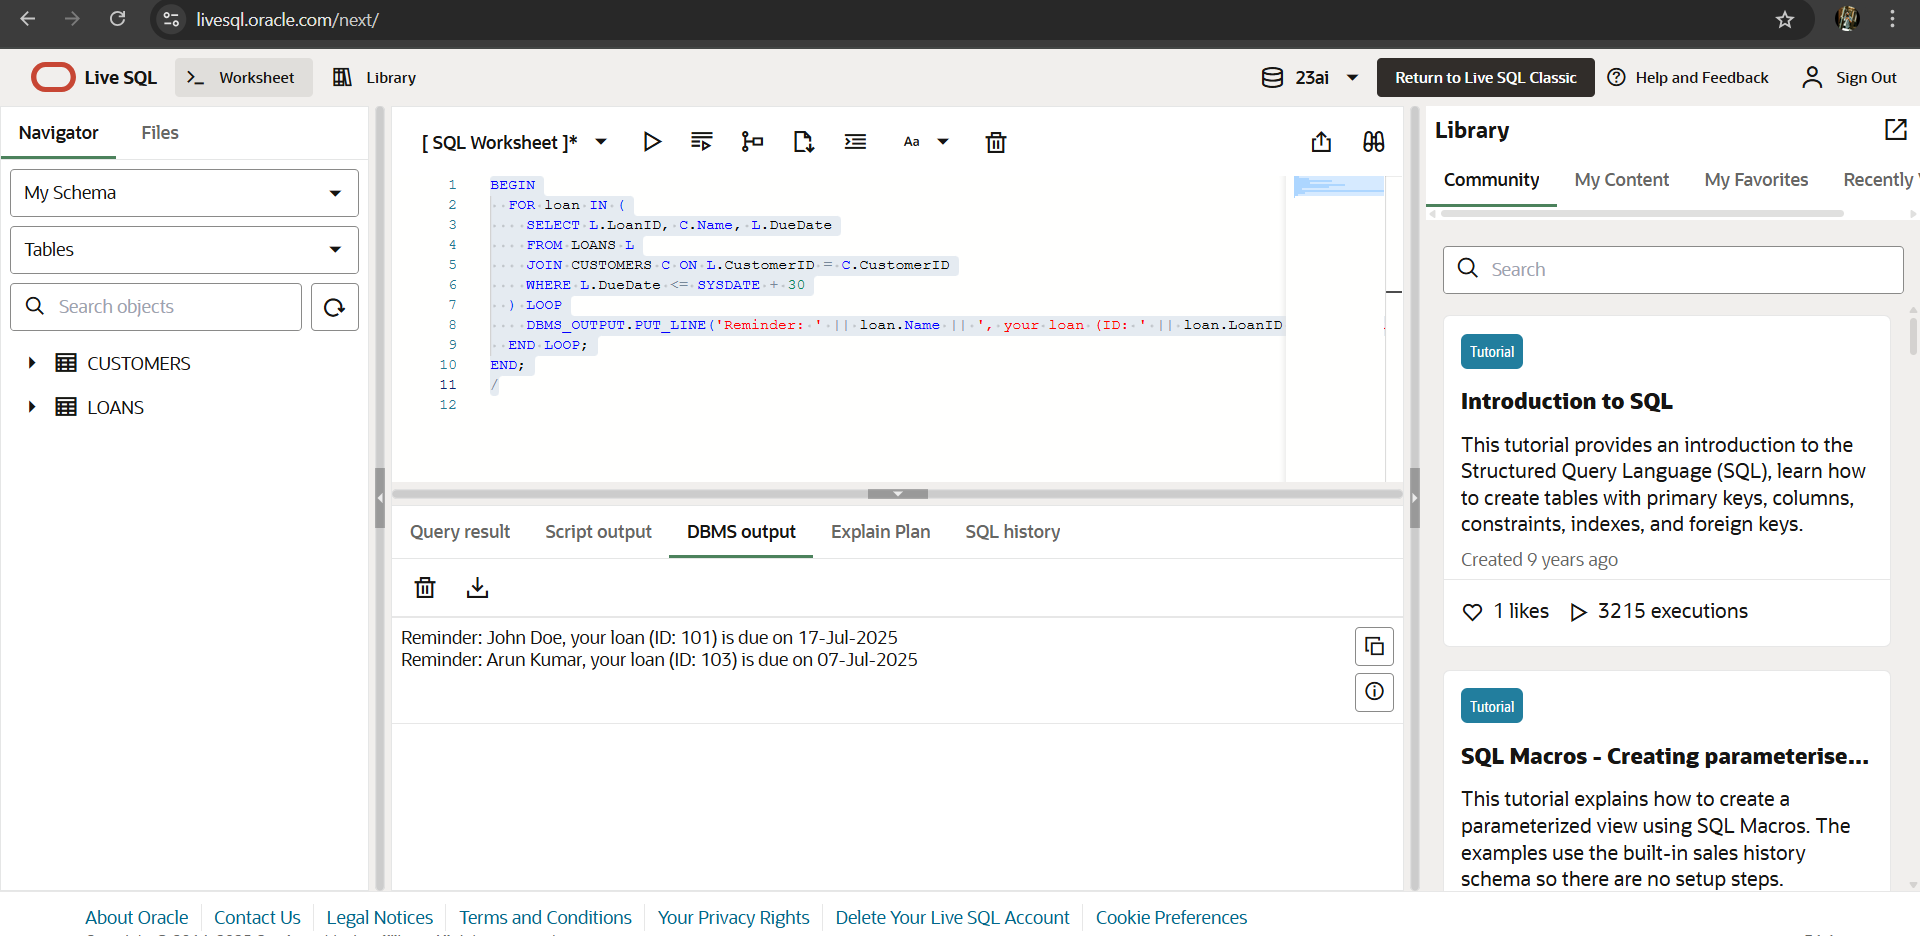 livesql.oracle.com/next/
Live SQL
Worksheet
Library
23ai
Return to Live SQL Classic
Help and Feedback
Sign Out
Navigator
Files
My Schema
Tables
Search objects
CUSTOMERS
LOANS
[ SQL Worksheet ]*
Aa
1 BEGIN
2 FOR loan IN (
3 SELECT L.LoanID, C.Name, L.DueDate
4 FROM LOANS L
5 JOIN CUSTOMERS C ON L.CustomerID = C.CustomerID
6 WHERE L.DueDate <= SYSDATE + 30
7 ) LOOP
8 DBMS_OUTPUT.PUT_LINE('Reminder: ' || loan.Name || ', your loan (ID: ' || loan.LoanID
9 END LOOP;
10 END;
11 /
12
Query result
Script output
DBMS output
Explain Plan
SQL history
Reminder: John Doe, your loan (ID: 101) is due on 17-Jul-2025
Reminder: Arun Kumar, your loan (ID: 103) is due on 07-Jul-2025
Library
Community
My Content
My Favorites
Recently
Search
Tutorial
Introduction to SQL
This tutorial provides an introduction to the
Structured Query Language (SQL), learn how
to create tables with primary keys, columns,
constraints, indexes, and foreign keys.
Created 9 years ago
1 likes
3215 executions
Tutorial
SQL Macros - Creating parameterise...
This tutorial explains how to create a
parameterized view using SQL Macros. The
examples use the built-in sales history
schema so there are no setup steps.
About Oracle
Contact Us
Legal Notices
Terms and Conditions
Your Privacy Rights
Delete Your Live SQL Account
Cookie Preferences